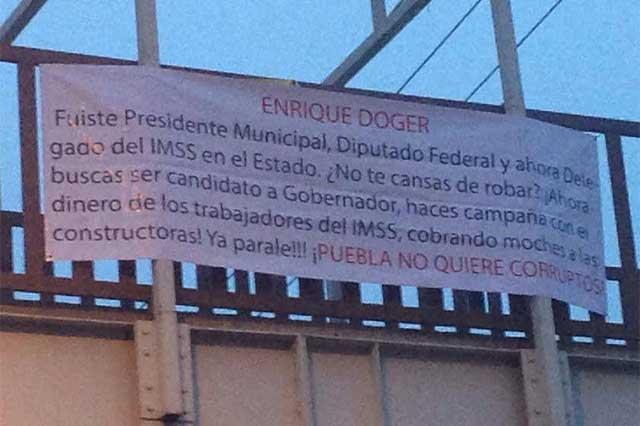 ENRIQUE DOGER
Fuiste Presidente Municipal, Diputado Federal y ahora Dele-
gado del IMSS en el Estado. ¿No te cansas de robar? ¡Ahora
buscas ser candidato a Gobernador, haces campaña con el
dinero de los trabajadores del IMSS, cobrando moches a las
constructoras! Ya parale!!! ¡PUEBLA NO QUIERE CORRUPTOS!